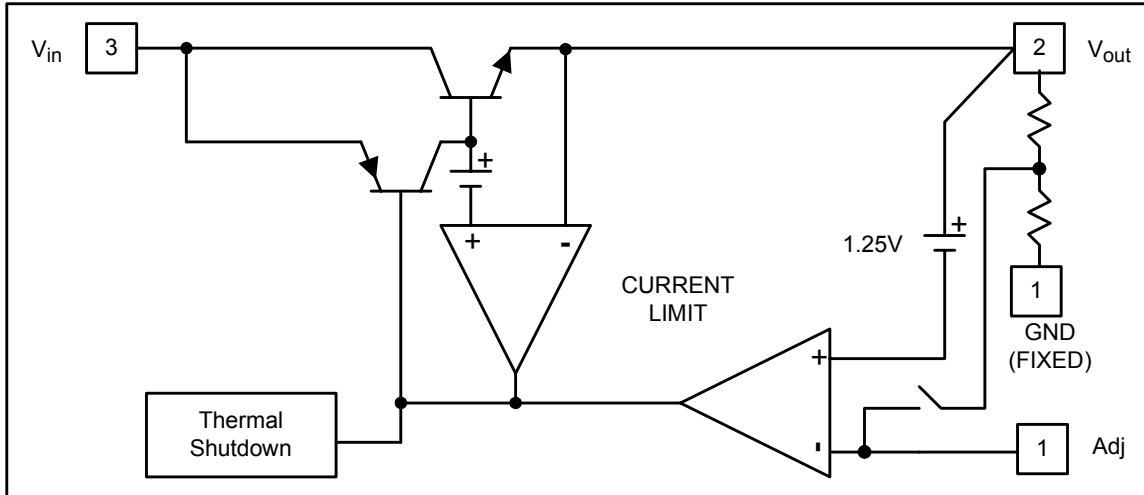 Vin
3
2
Vout
+
+
-
CURRENT
LIMIT
1.25V
+
1
GND
(FIXED)
+
-
Thermal
Shutdown
1
Adj